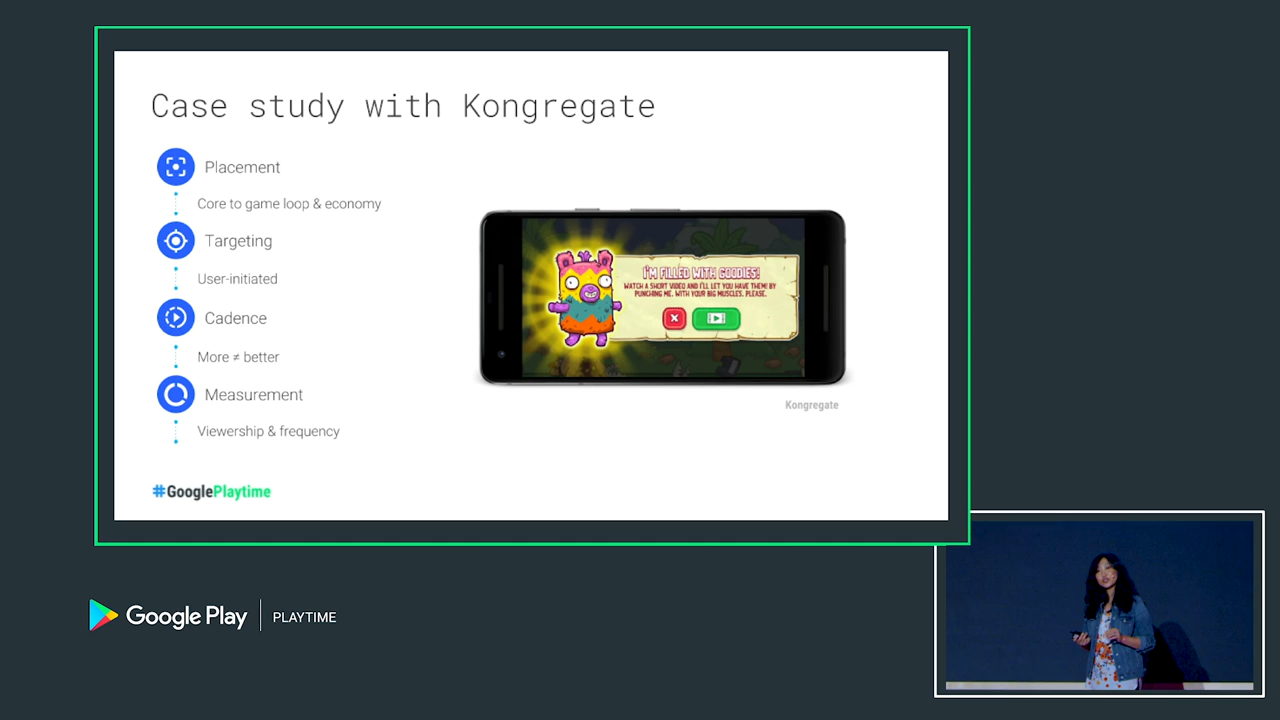 Case study with Kongregate
Placement
Core to game loop & economy
Targeting
User-initiated
Cadence
More ≠ better
Measurement
Viewership & frequency
I'M FILLED WITH GOODIES!
WATCH A SHORT VIDEO AND I'LL LET YOU HAVE THEM! BY
PUNCHING ME. WITH YOUR BIG MUSCLES. PLEASE.
Kongregate
#GooglePlaytime
Google Play | PLAYTIME